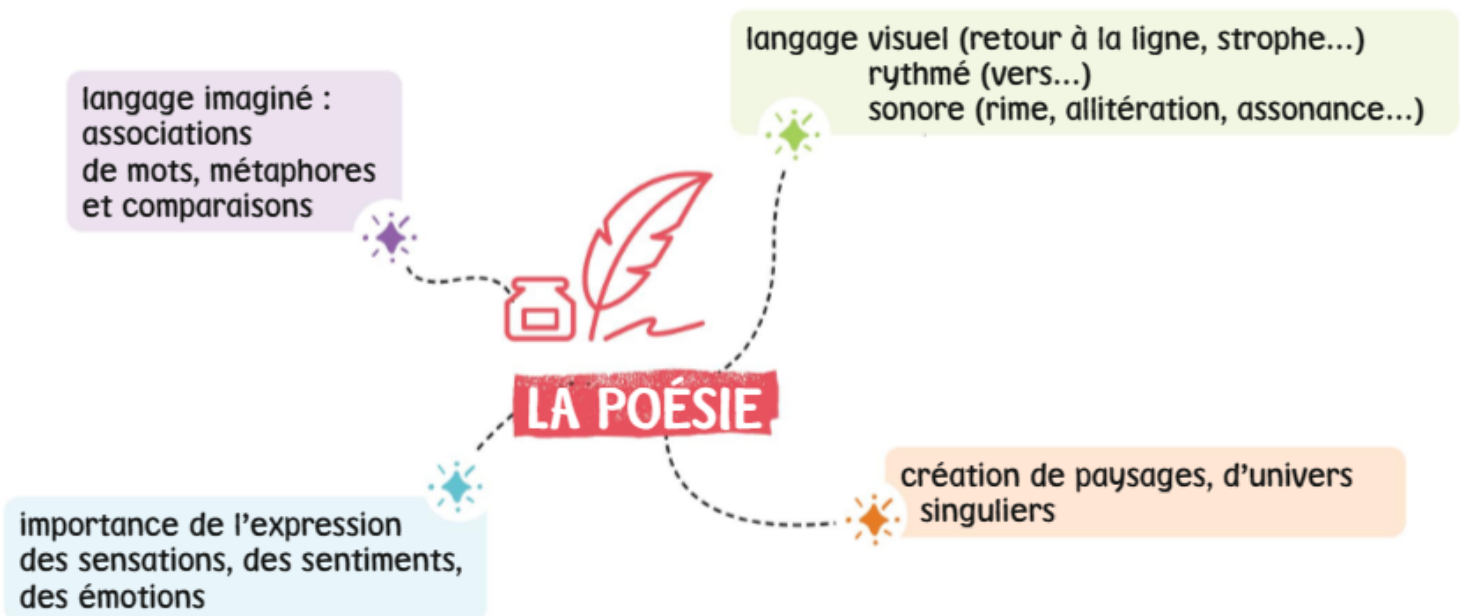 langage visuel (retour à la ligne, strophe...)
rythmé (vers...)
sonore (rime, allitération, assonance...)
langage imaginé :
associations
de mots, métaphores
et comparaisons
LA POÉSIE
création de paysages, d'univers
singuliers
importance de l'expression
des sensations, des sentiments,
des émotions